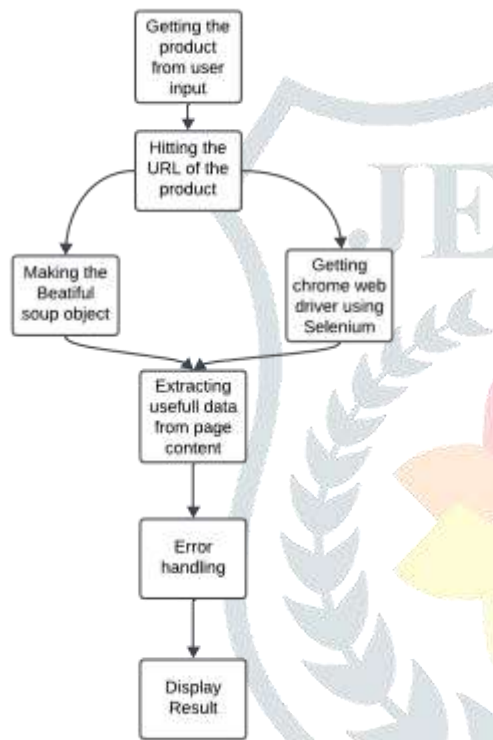 Getting the
product
from user
input
Hitting the
URL of the
product
Making the
Beatiful
soup object
Getting
chrome web
driver using
Selenium
Extracting
usefull data
from page
content
Error
handling
Display
Result
.JE